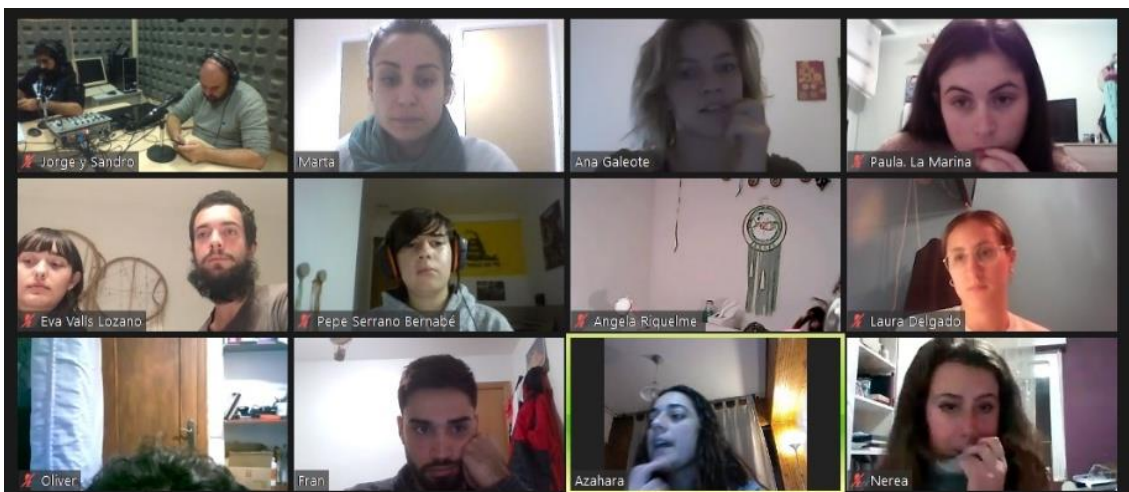 Jorge y Sandro
Marta
Ana Galeote
Paula. La Marina
Eva Valls Lozano
Pepe Serrano Bernabé
Angela Riquelme
Laura Delgado
Oliver
Fran
Azahara
Nerea